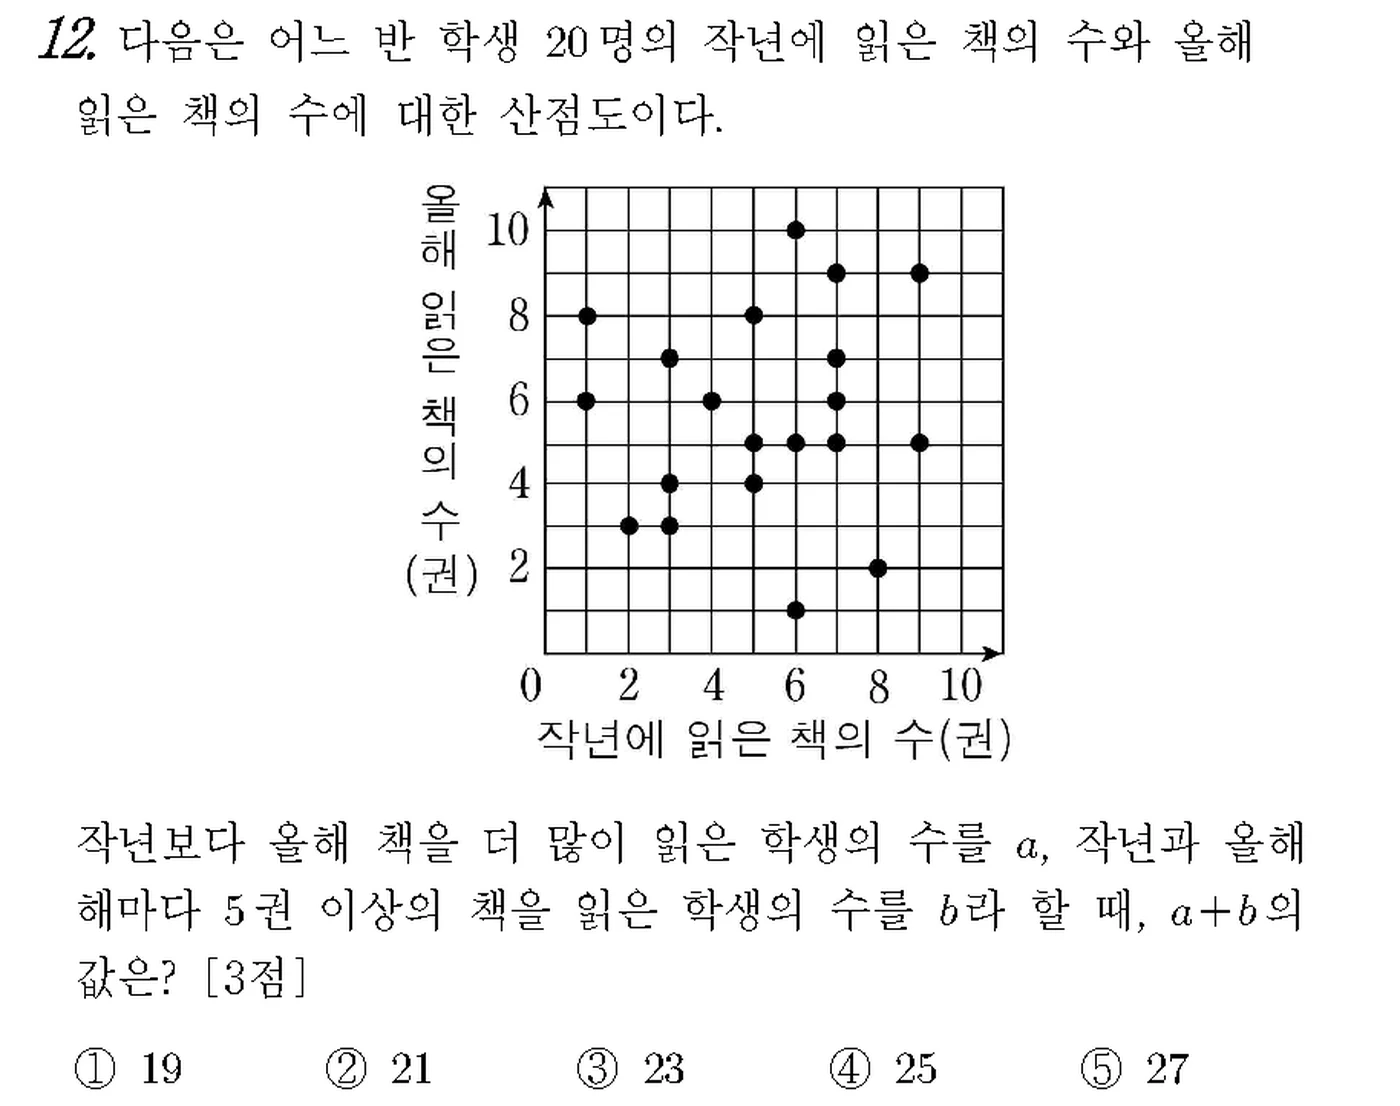 12. 다음은 어느 반 학생 20명의 작년에 읽은 책의 수와 올해
읽은 책의 수에 대한 산점도이다.
올해 읽은 책의 수 (권)
10
8
6
4
2
0 2 4 6 8 10
작년에 읽은 책의 수(권)
작년보다 올해 책을 더 많이 읽은 학생의 수를 a, 작년과 올해
해마다 5권 이상의 책을 읽은 학생의 수를 b라 할 때, a+b의
값은? [3점]
① 19 ② 21 ③ 23 ④ 25 ⑤ 27